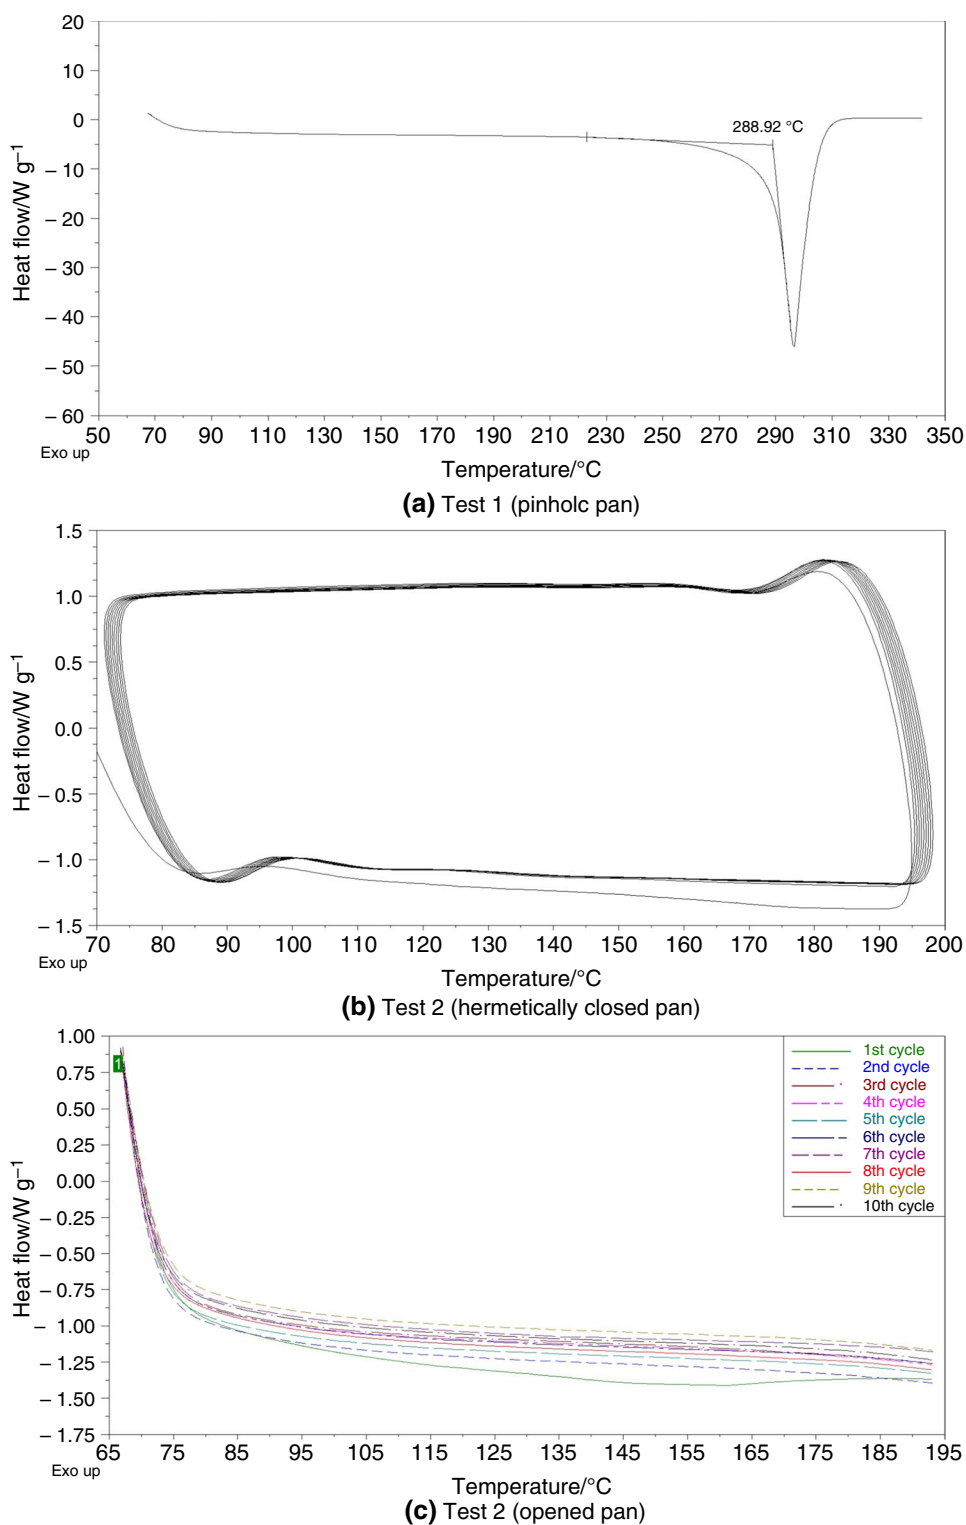 20
10
0
– 10
– 20
– 30
– 40
– 50
– 60
Heat flow/W g–1
288.92 °C
50 70 90 110 130 150 170 190 210 230 250 270 290 310 330 350
Exo up
Temperature/°C
(a) Test 1 (pinholc pan)
1.5
1.0
0.5
0.0
– 0.5
– 1.0
– 1.5
Heat flow/W g–1
70 80 90 100 110 120 130 140 150 160 170 180 190 200
Exo up
Temperature/°C
(b) Test 2 (hermetically closed pan)
1.00
0.75
0.50
0.25
0.00
– 0.25
– 0.50
– 0.75
– 1.00
– 1.25
– 1.50
– 1.75
Heat flow/W g–1
1
1st cycle
2nd cycle
3rd cycle
4th cycle
5th cycle
6th cycle
7th cycle
8th cycle
9th cycle
10th cycle
65 75 85 95 105 115 125 135 145 155 165 175 185 195
Exo up
Temperature/°C
(c) Test 2 (opened pan)